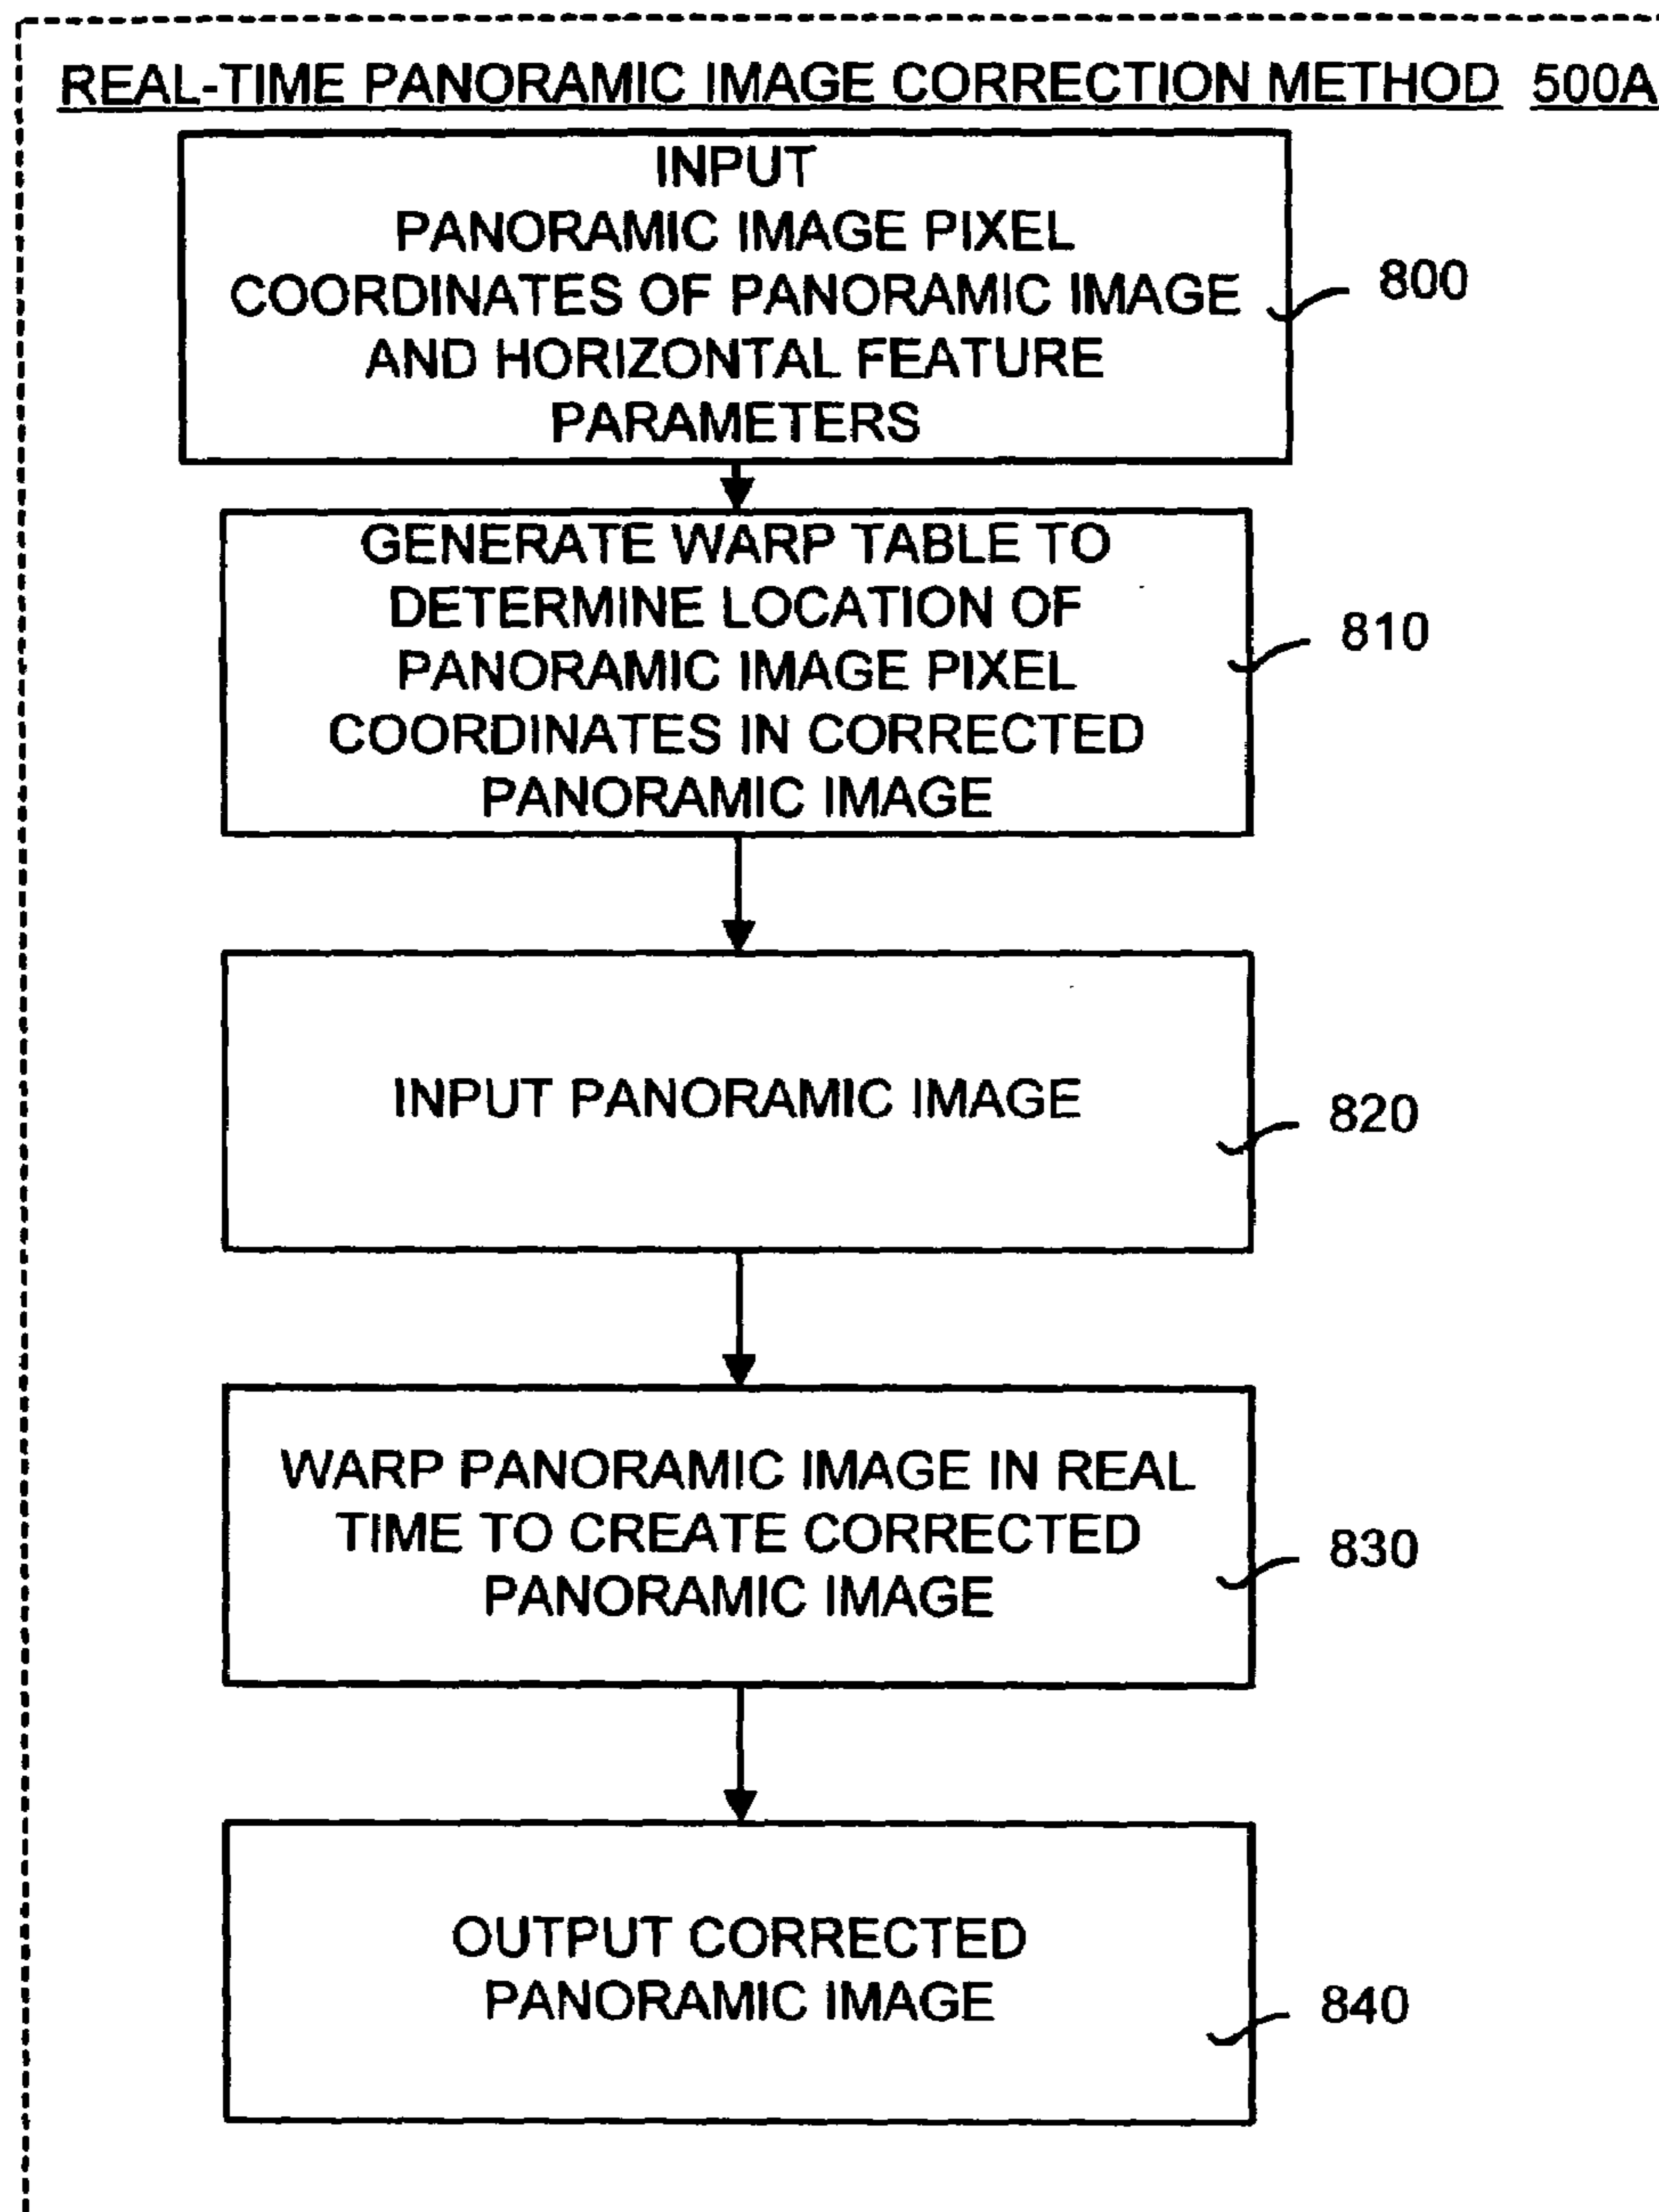 REAL-TIME PANORAMIC IMAGE CORRECTION METHOD 500A
INPUT
PANORAMIC IMAGE PIXEL
COORDINATES OF PANORAMIC IMAGE
AND HORIZONTAL FEATURE
PARAMETERS
800
GENERATE WARP TABLE TO
DETERMINE LOCATION OF
PANORAMIC IMAGE PIXEL
COORDINATES IN CORRECTED
PANORAMIC IMAGE
810
INPUT PANORAMIC IMAGE
820
WARP PANORAMIC IMAGE IN REAL
TIME TO CREATE CORRECTED
PANORAMIC IMAGE
830
OUTPUT CORRECTED
PANORAMIC IMAGE
840